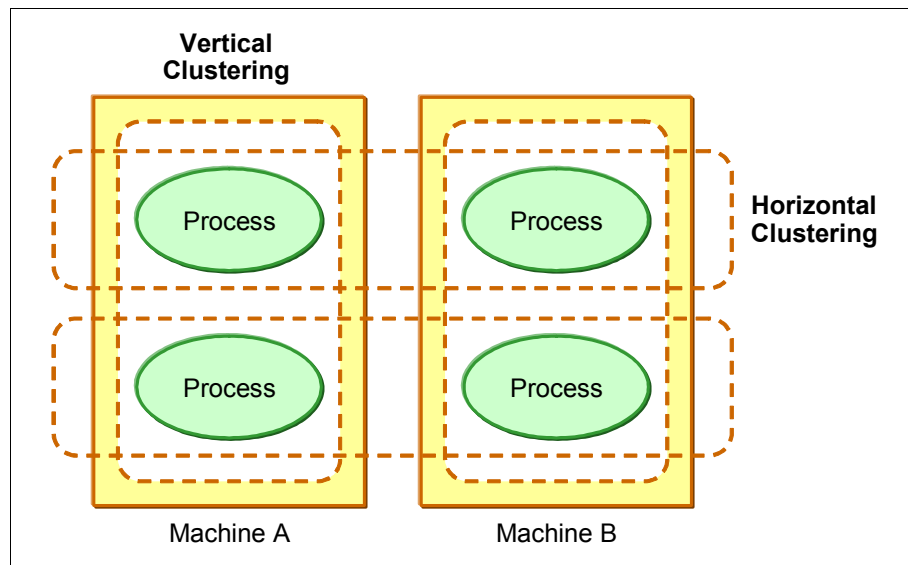 Vertical
Clustering
Process
Process
Horizontal
Clustering
Process
Process
Machine A
Machine B